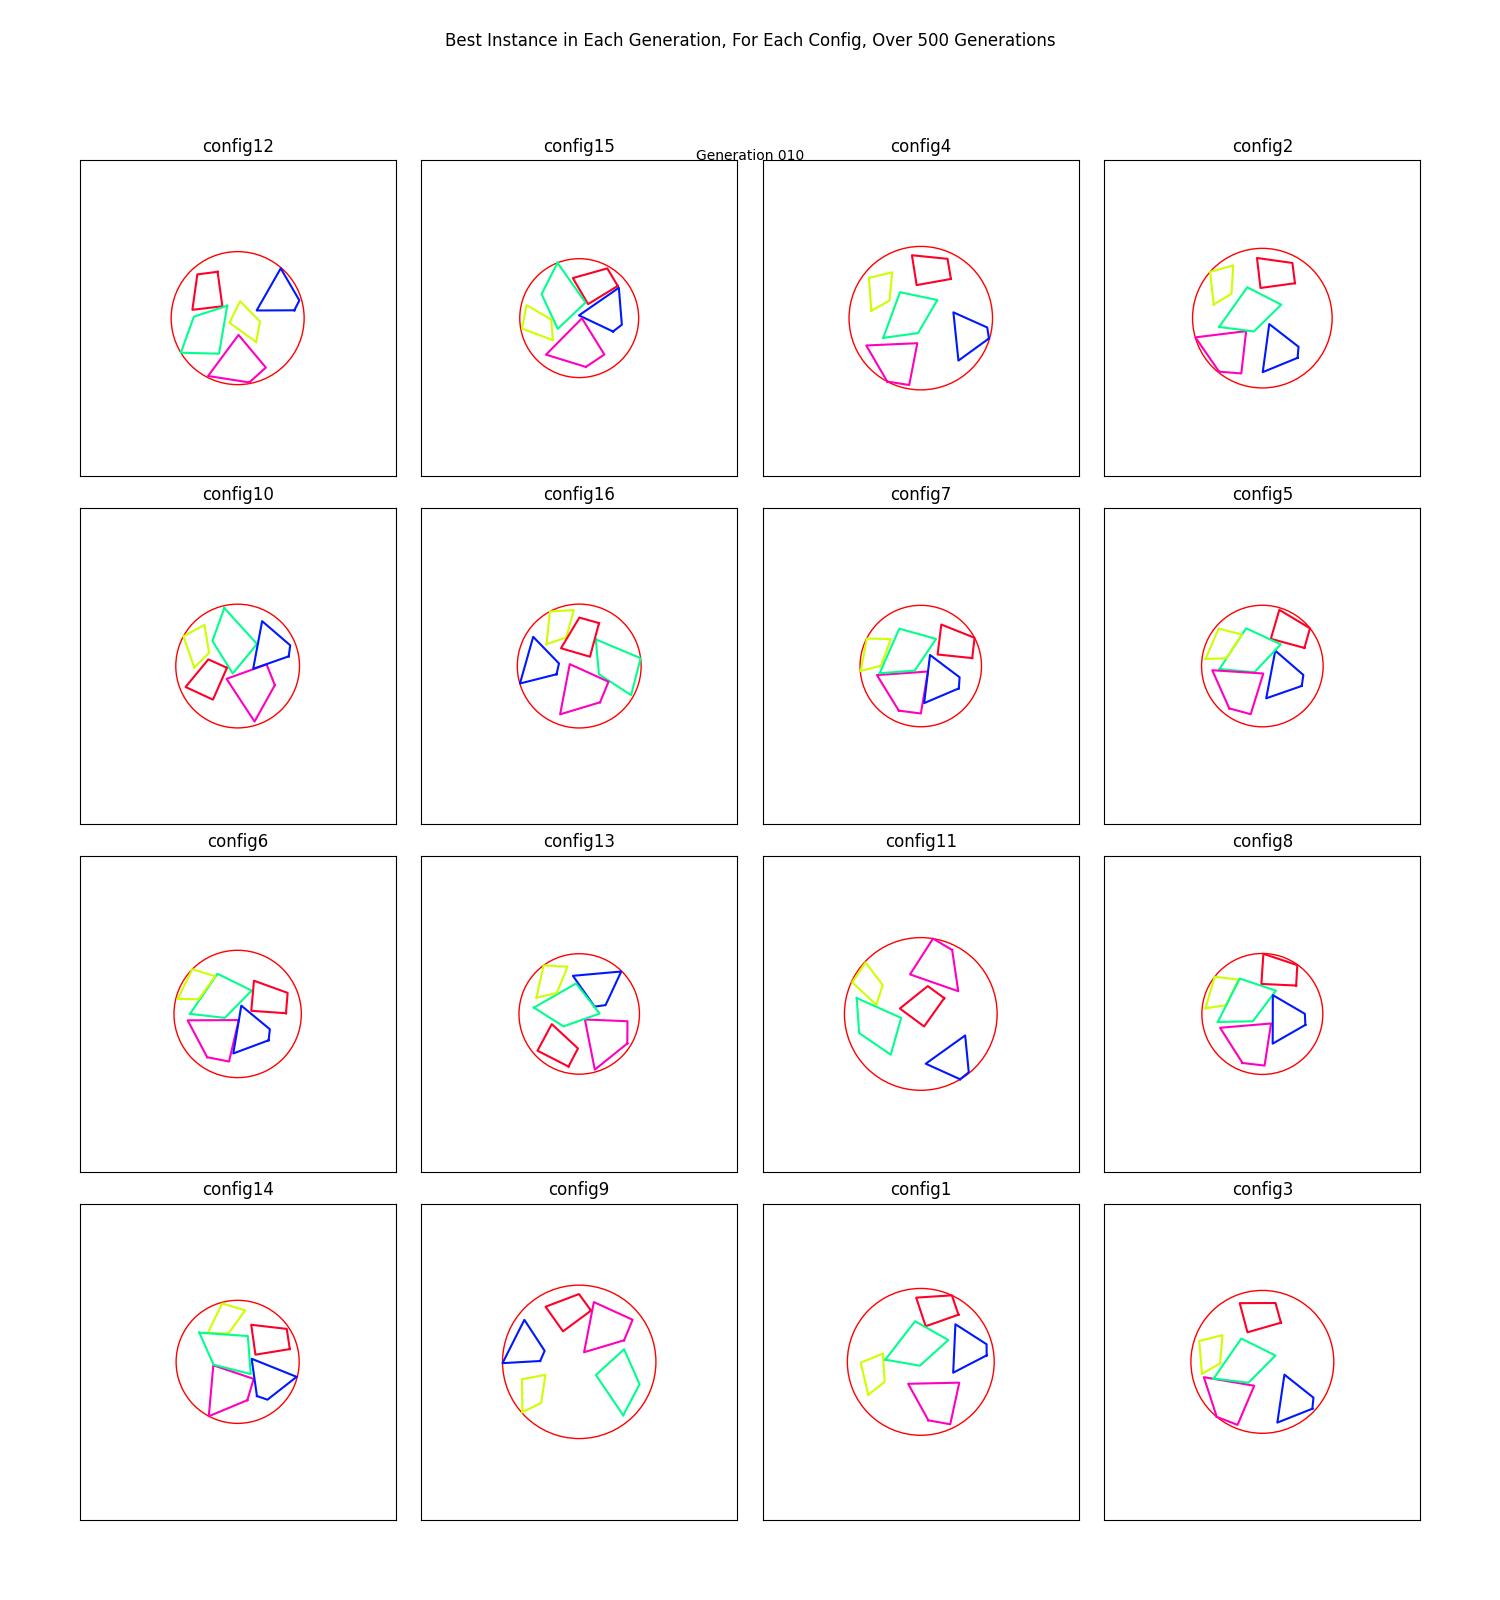 Best Instance in Each Generation, For Each Config, Over 500 Generations
Generation 010
config12
config15
config4
config2
config10
config16
config7
config5
config6
config13
config11
config8
config14
config9
config1
config3